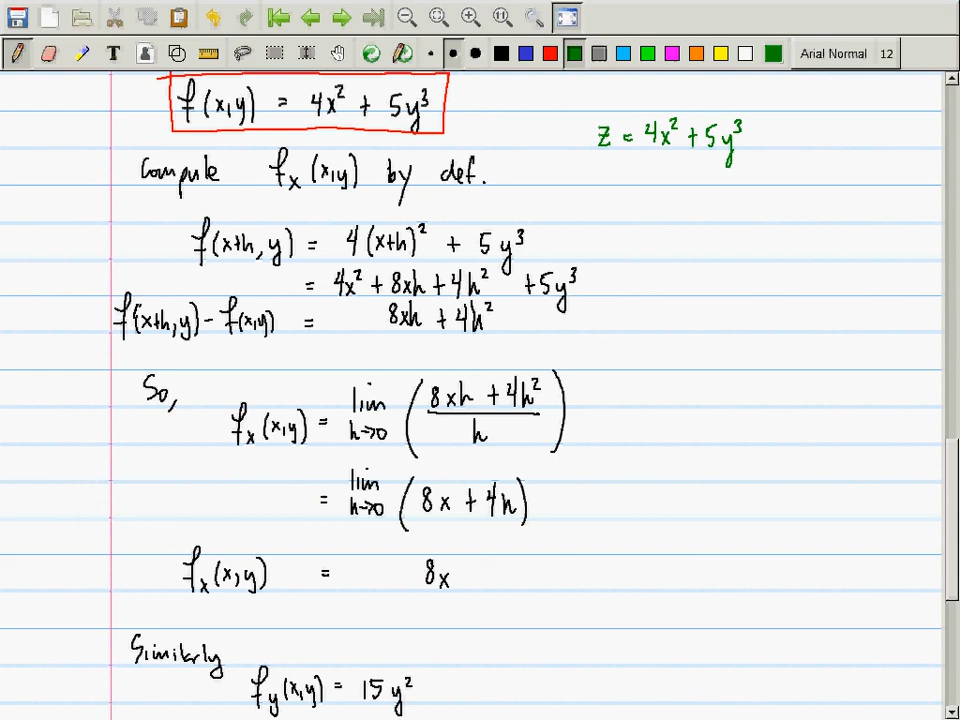 Arial Normal 12
f(x,y) = 4x² + 5y³
z = 4x² + 5y³
Compute fₓ(x,y) by def.
f(x+h, y) = 4(x+h)² + 5y³
= 4x² + 8xh + 4h² + 5y³
f(x+h, y) - f(x,y) = 8xh + 4h²
So,
fₓ(x,y) = lim h→0 ( (8xh + 4h²) / h )
= lim h→0 ( 8x + 4h )
fₓ(x,y) = 8x
Similarly
f_y(x,y) = 15y²